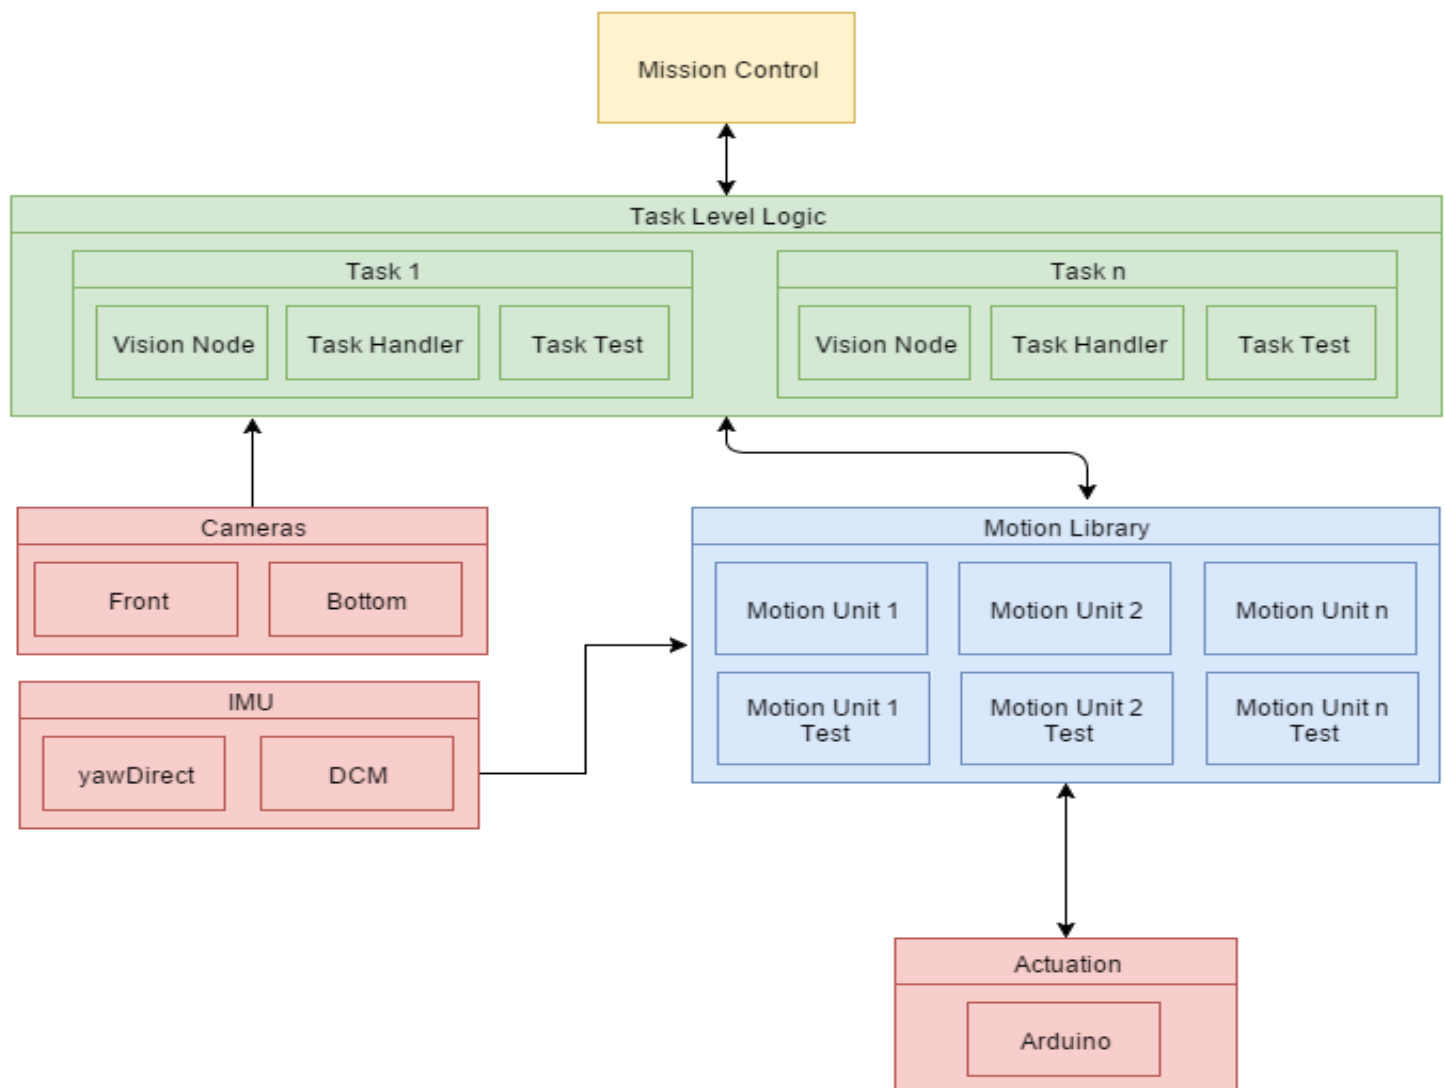 Mission Control
Task Level Logic
Task 1
Vision Node
Task Handler
Task Test
Task n
Vision Node
Task Handler
Task Test
Cameras
Front
Bottom
IMU
yawDirect
DCM
Motion Library
Motion Unit 1
Motion Unit 2
Motion Unit n
Motion Unit 1
Test
Motion Unit 2
Test
Motion Unit n
Test
Actuation
Arduino